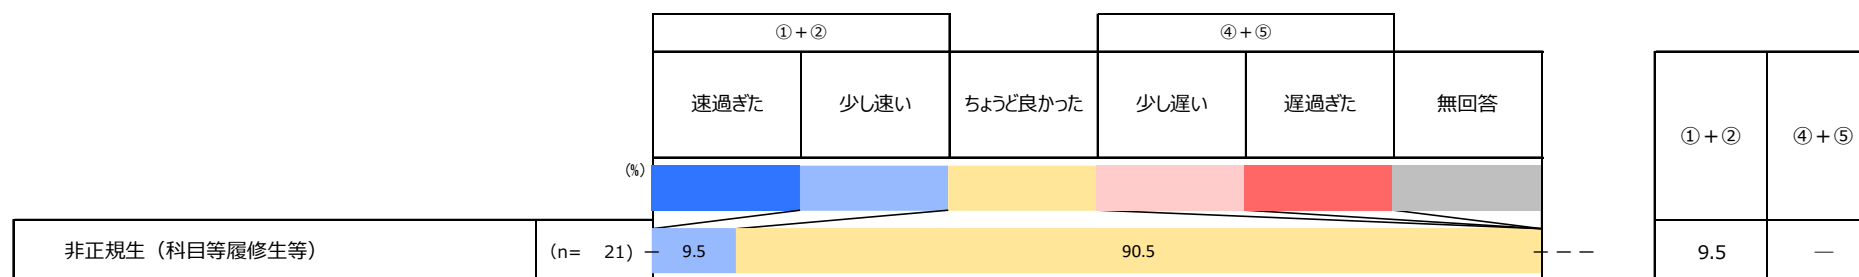 ①+② ④+⑤
速過ぎた 少し速い ちょうど良かった 少し遅い 遅過ぎた 無回答 ①+② ④+⑤
(%)
非正規生（科目等履修生等） (n= 21) － 9.5 90.5 － － － 9.5 ―